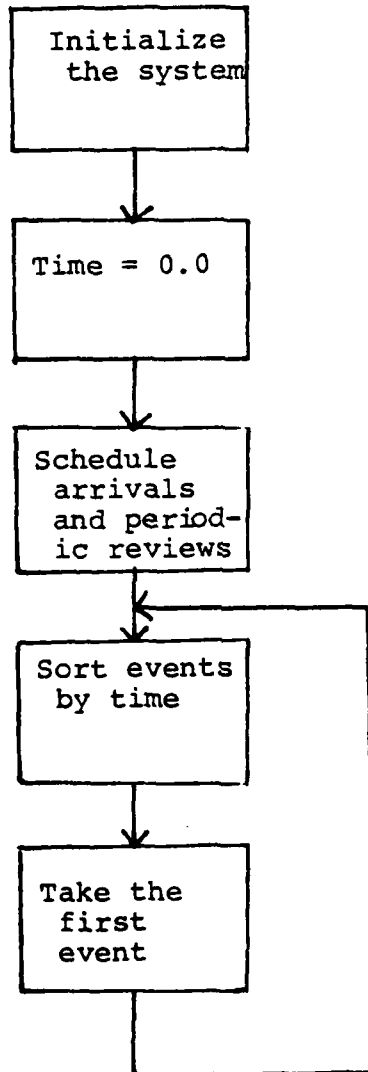 Initialize
the system
Time = 0.0
Schedule
arrivals
and period-
ic reviews
Sort events
by time
Take the
first
event